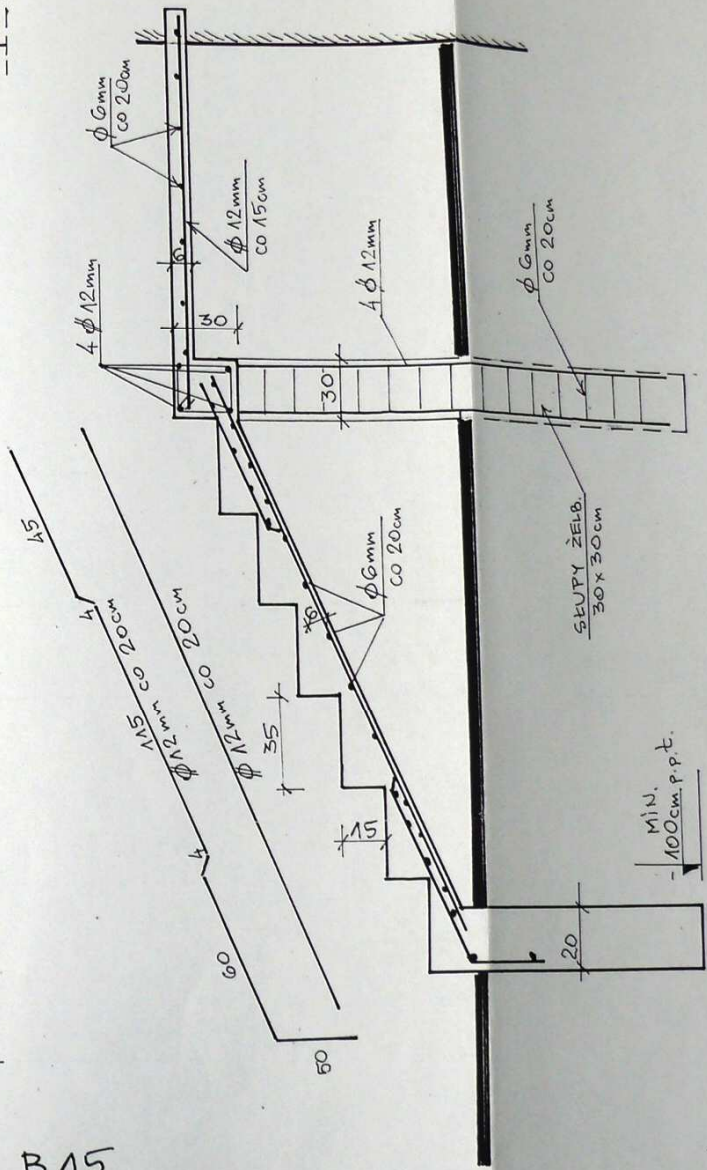 - I -
ϕ 6mm
co 20cm
4 ϕ 12mm
ϕ 12mm
co 15cm
6
30
4 ϕ 12mm
30
ϕ 6mm
co 20cm
SŁUPY ŻELB.
30 x 30cm
45
4
115
ϕ 12mm co 20cm
ϕ 12mm co 20cm
4
60
50
ϕ 6mm
co 20cm
35
15
20
MIN.
- 100cm p.p.t.
B 15